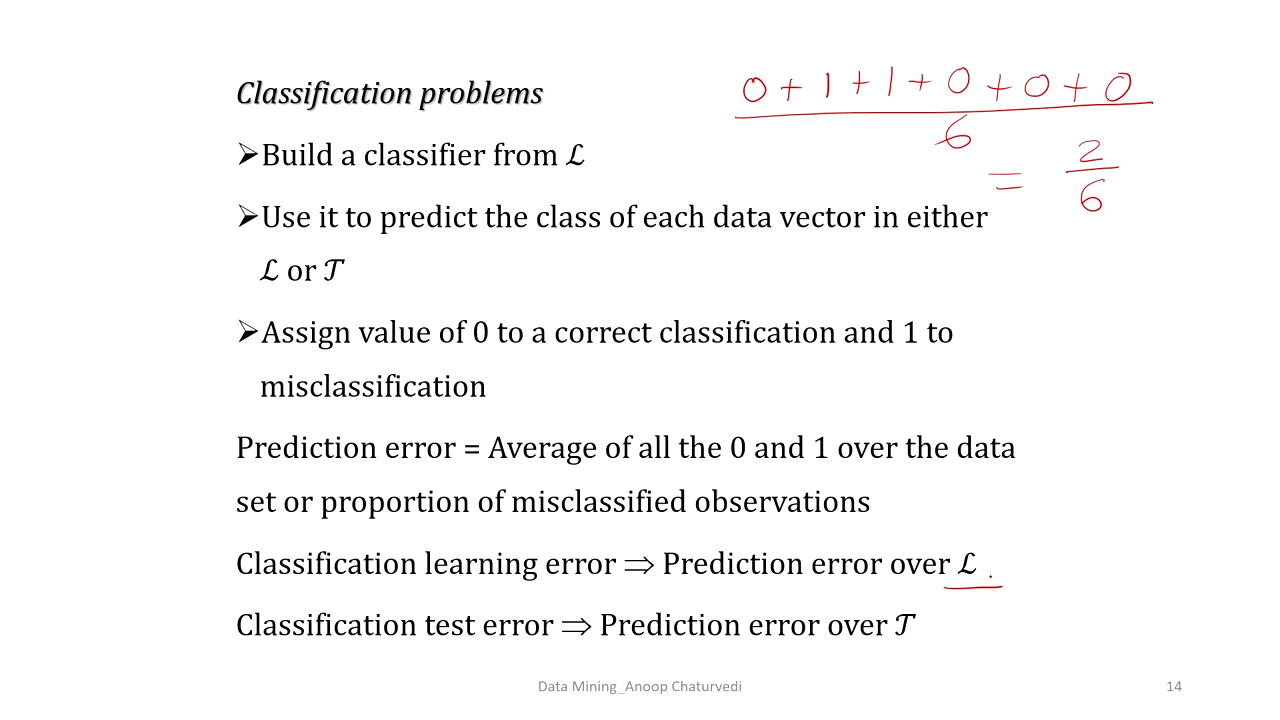 Classification problems
0 + 1 + 1 + 0 + 0 + 0
6
= 2
6
➢Build a classifier from ℒ
➢Use it to predict the class of each data vector in either
ℒ or 𝒯
➢Assign value of 0 to a correct classification and 1 to
misclassification
Prediction error = Average of all the 0 and 1 over the data
set or proportion of misclassified observations
Classification learning error ⟹ Prediction error over ℒ .
Classification test error ⟹ Prediction error over 𝒯
Data Mining_Anoop Chaturvedi
14